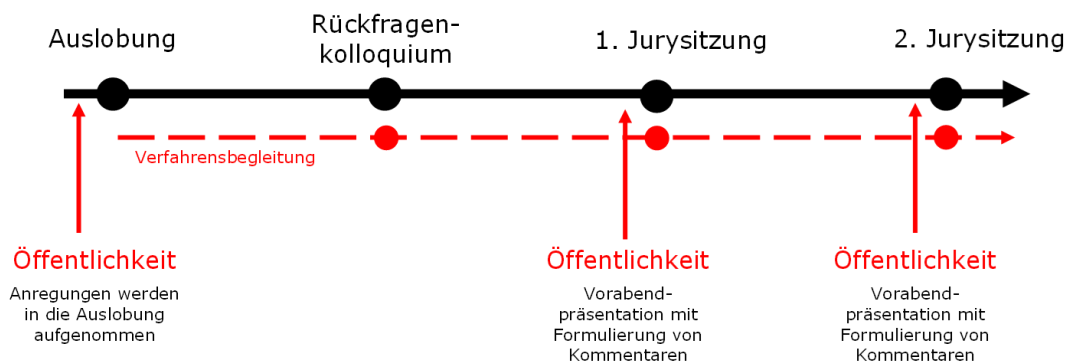 Auslobung
Rückfragen-
kolloquium
1. Jurysitzung
2. Jurysitzung
Verfahrensbegleitung
Öffentlichkeit
Anregungen werden
in die Auslobung
aufgenommen
Öffentlichkeit
Vorabend-
präsentation mit
Formulierung von
Kommentaren
Öffentlichkeit
Vorabend-
präsentation mit
Formulierung von
Kommentaren